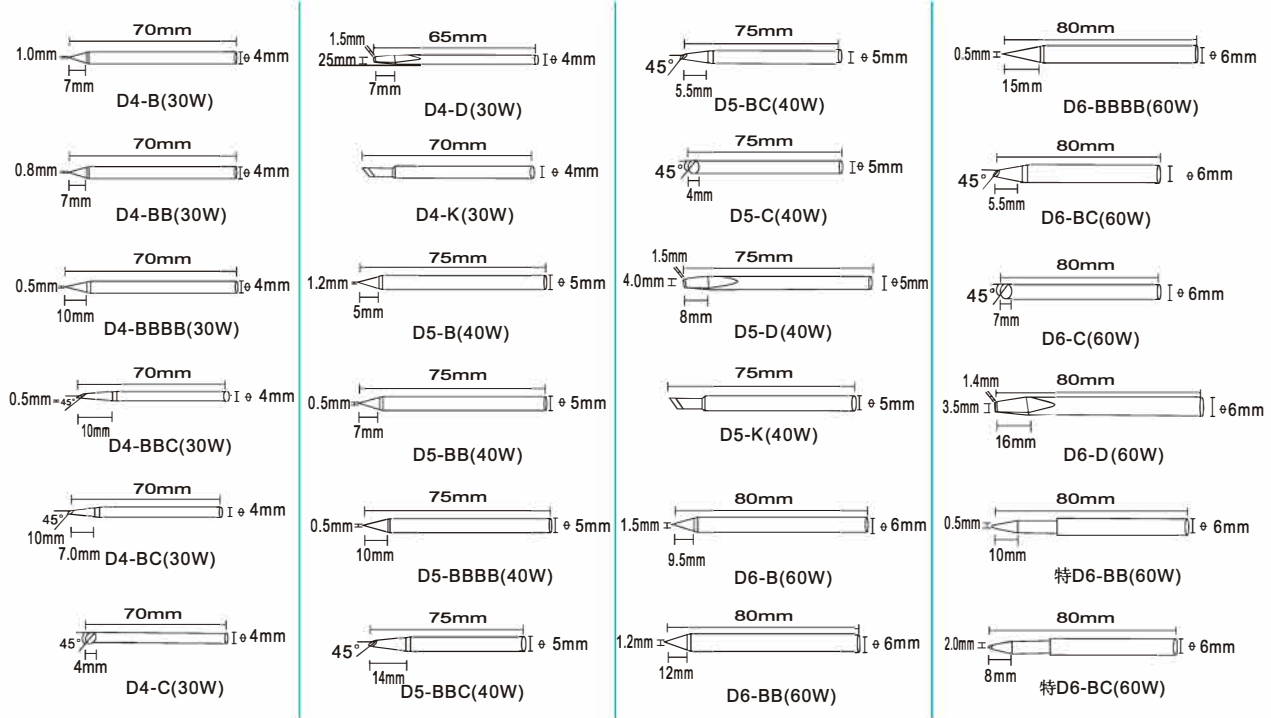 70mm
1.0mm
⌀ 4mm
7mm
D4-B(30W)
70mm
0.8mm
⌀ 4mm
7mm
D4-BB(30W)
70mm
0.5mm
⌀ 4mm
10mm
D4-BBBB(30W)
70mm
0.5mm
45°
⌀ 4mm
10mm
D4-BBC(30W)
70mm
45°
⌀ 4mm
10mm
7.0mm
D4-BC(30W)
70mm
45°
⌀ 4mm
4mm
D4-C(30W)
65mm
1.5mm
25mm
⌀ 4mm
7mm
D4-D(30W)
70mm
⌀ 4mm
D4-K(30W)
75mm
1.2mm
⌀ 5mm
5mm
D5-B(40W)
75mm
0.5mm
⌀ 5mm
7mm
D5-BB(40W)
75mm
0.5mm
⌀ 5mm
10mm
D5-BBBB(40W)
75mm
45°
⌀ 5mm
14mm
D5-BBC(40W)
75mm
45°
⌀ 5mm
5.5mm
D5-BC(40W)
75mm
45°
⌀ 5mm
4mm
D5-C(40W)
75mm
1.5mm
4.0mm
⌀ 5mm
8mm
D5-D(40W)
75mm
⌀ 5mm
D5-K(40W)
80mm
1.5mm
⌀ 6mm
9.5mm
D6-B(60W)
80mm
1.2mm
⌀ 6mm
12mm
D6-BB(60W)
80mm
0.5mm
⌀ 6mm
15mm
D6-BBBB(60W)
80mm
45°
⌀ 6mm
5.5mm
D6-BC(60W)
80mm
45°
⌀ 6mm
7mm
D6-C(60W)
80mm
1.4mm
3.5mm
⌀ 6mm
16mm
D6-D(60W)
80mm
0.5mm
⌀ 6mm
10mm
特D6-BB(60W)
80mm
2.0mm
⌀ 6mm
8mm
特D6-BC(60W)